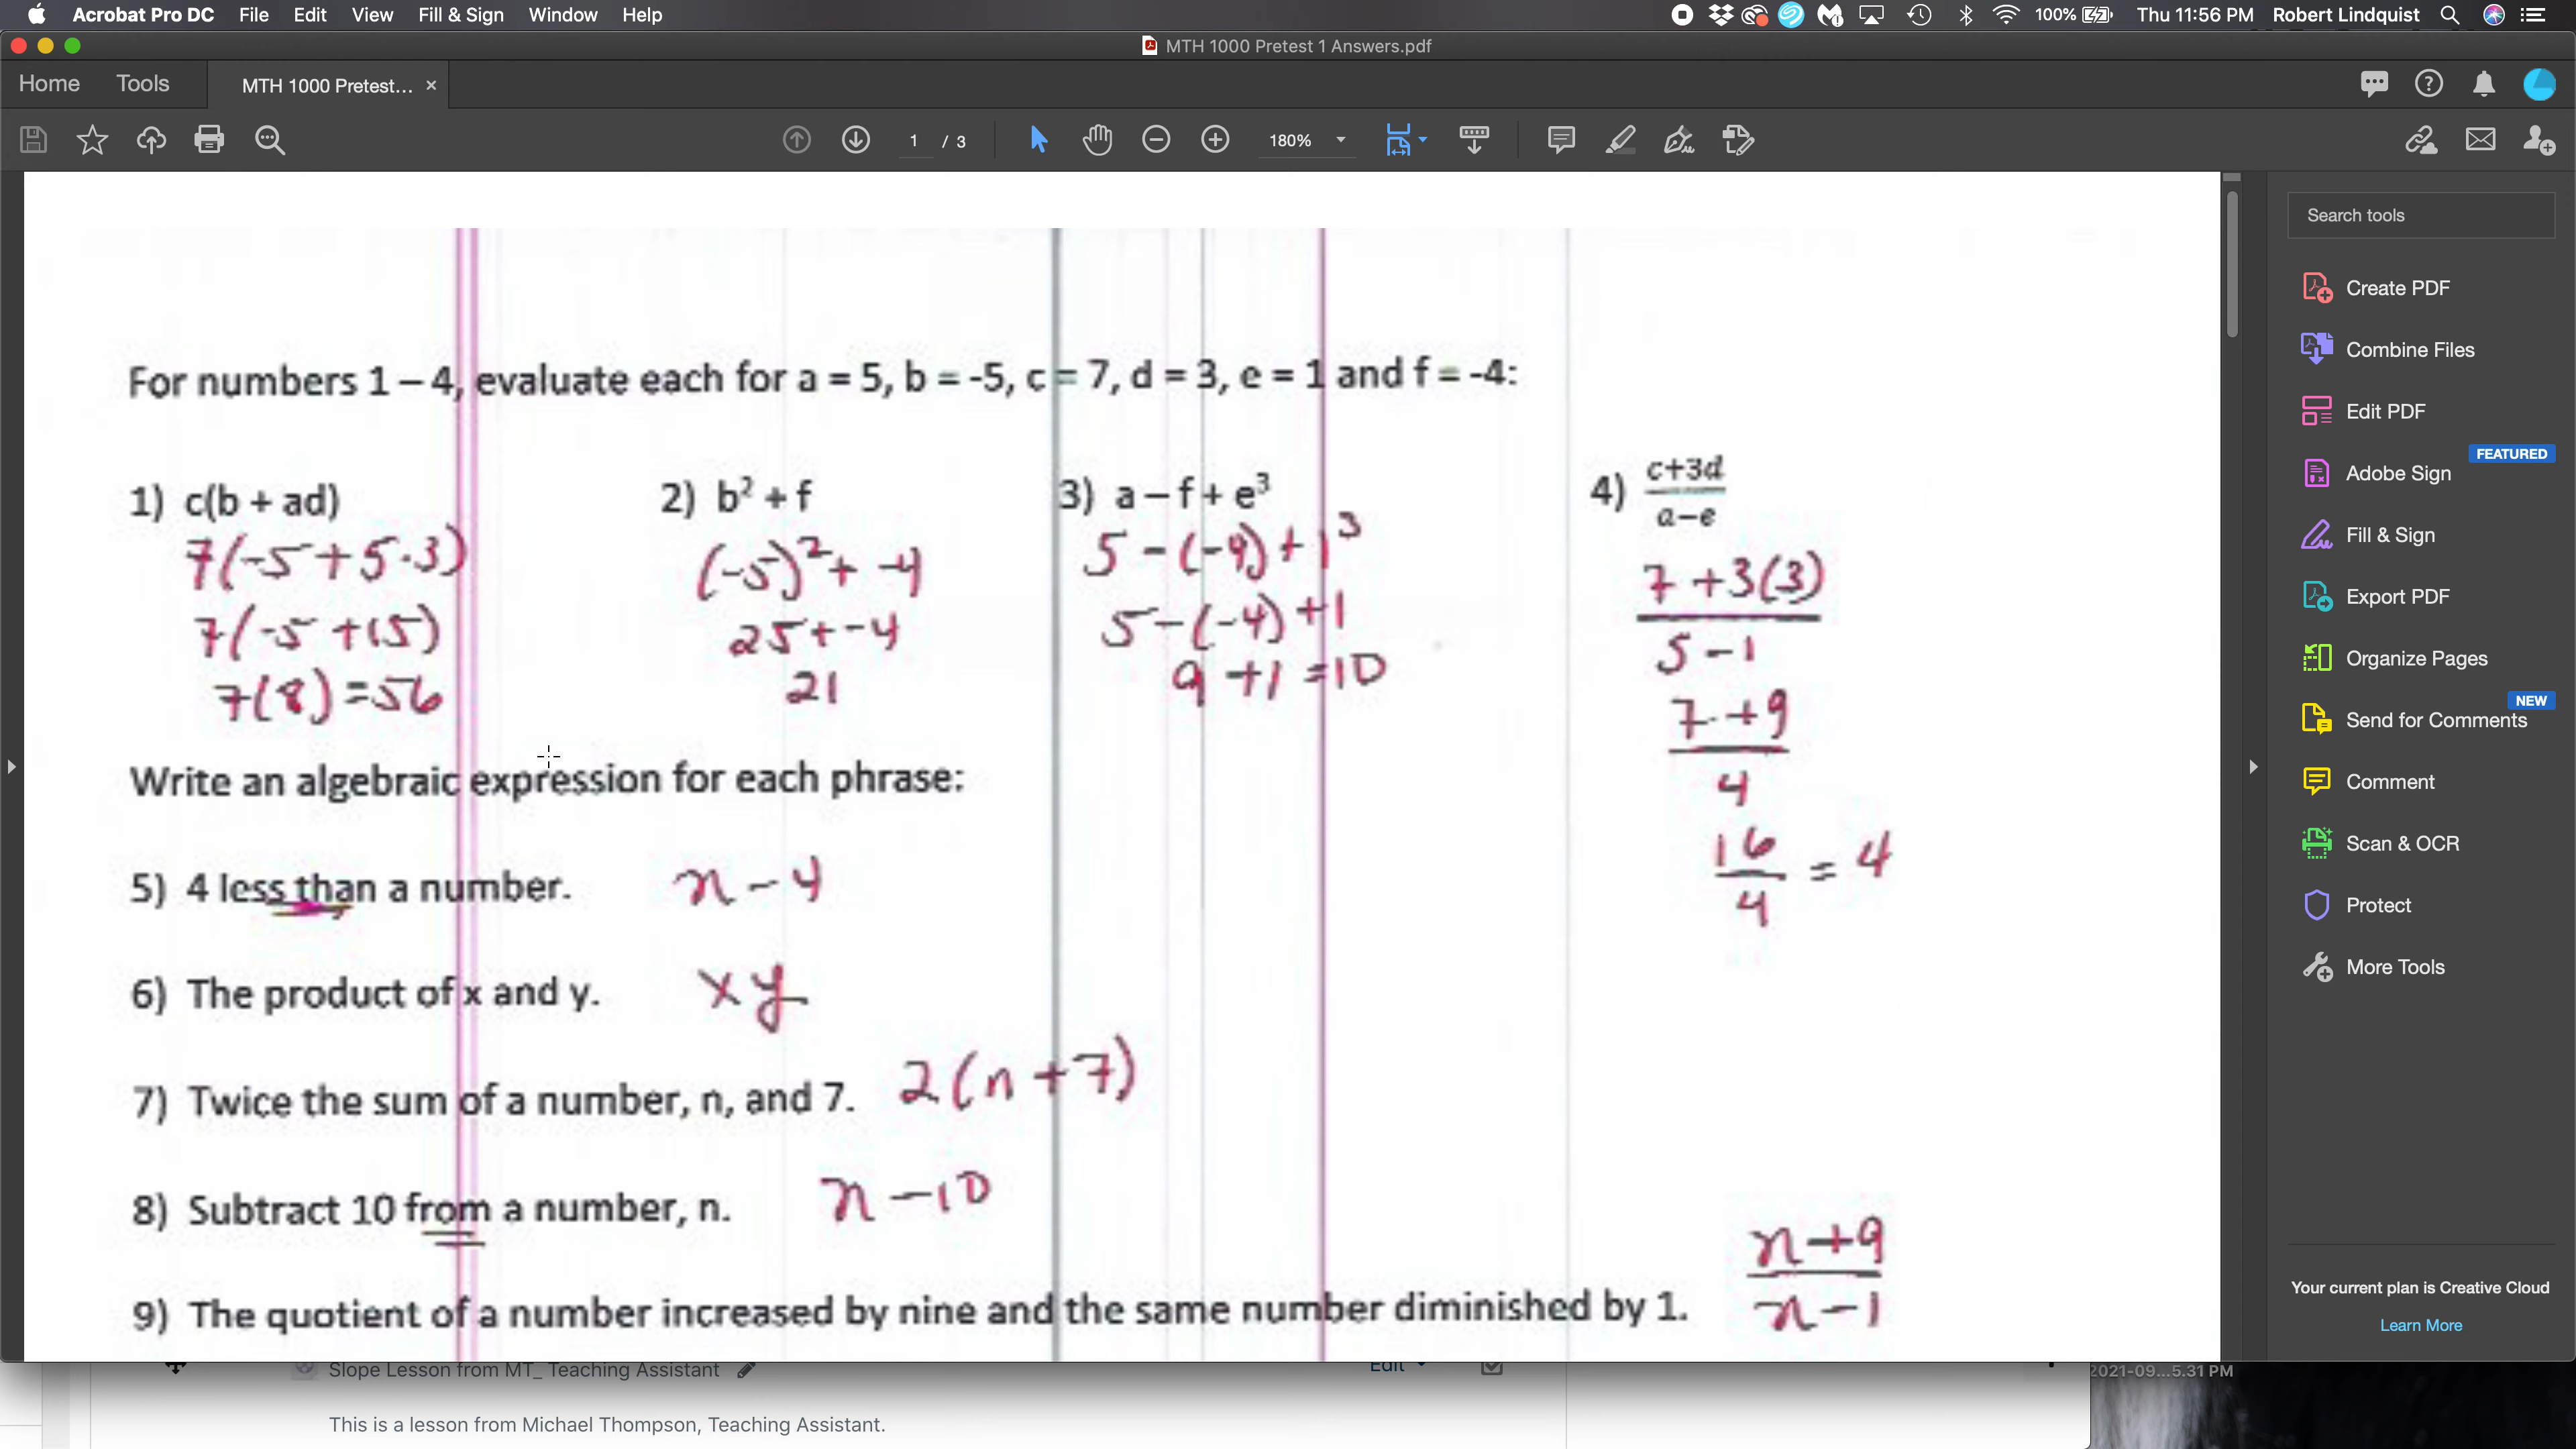 Acrobat Pro DC File Edit View Fill & Sign Window Help 100% Thu 11:56 PM Robert Lindquist
MTH 1000 Pretest 1 Answers.pdf
Home Tools MTH 1000 Pretest... ×
1 / 3 180%
Search tools
Create PDF
Combine Files
Edit PDF
FEATURED
Adobe Sign
Fill & Sign
Export PDF
Organize Pages
NEW
Send for Comments
Comment
Scan & OCR
Protect
More Tools
Your current plan is Creative Cloud
Learn More
For numbers 1 – 4, evaluate each for a = 5, b = -5, c = 7, d = 3, e = 1 and f = -4:
1) c(b + ad)
7(-5+5·3)
7(-5+15)
7(8)=56
2) b² + f
(-5)²+ -4
25+ -4
21
3) a – f + e³
5-(-4)+1³
5-(-4)+1
9+1=10
4) c+3d
a−e
7+3(3)
5-1
7+9
4
16
4 = 4
Write an algebraic expression for each phrase:
5) 4 less than a number. n-4
6) The product of x and y. xy
7) Twice the sum of a number, n, and 7. 2(n+7)
8) Subtract 10 from a number, n. n-10
9) The quotient of a number increased by nine and the same number diminished by 1.
n+9
n-1
Slope Lesson from MT_ Teaching Assistant Edit
2021-09...5.31 PM
This is a lesson from Michael Thompson, Teaching Assistant.